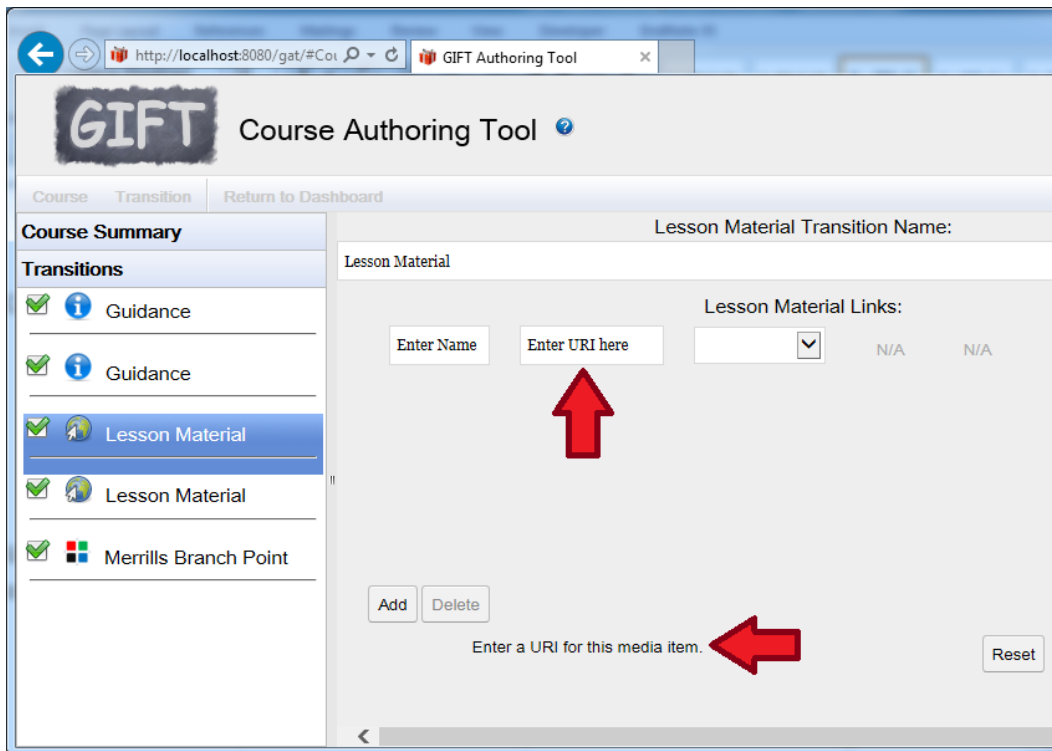 http://localhost:8080/gat/#Cou
GIFT Authoring Tool
GIFT
Course Authoring Tool
Course Transition Return to Dashboard
Course Summary
Transitions
Guidance
Guidance
Lesson Material
Lesson Material
Merrills Branch Point
Lesson Material Transition Name:
Lesson Material
Lesson Material Links:
Enter Name Enter URI here N/A N/A
Add Delete
Enter a URI for this media item.
Reset